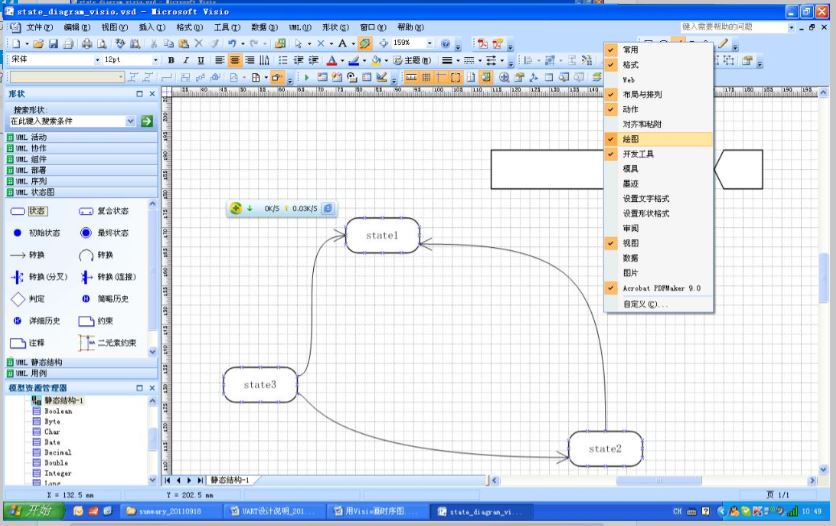 state_diagram_visio.vsd - Microsoft Visio
文件(F) 编辑(E) 视图(V) 插入(I) 格式(O) 工具(T) 数据(D) UML(U) 形状(S) 窗口(W) 帮助(H)
键入需要帮助的问题
159%
宋体 12pt 主题(M)
形状
搜索形状:
在此键入搜索条件
UML 活动
UML 协作
UML 组件
UML 部署
UML 序列
UML 状态图
状态 复合状态
初始状态 最终状态
转换 转换
转换(分叉) 转换(连接)
判定 简略历史
详细历史 约束
注释 二元素约束
UML 静态结构
UML 用例
模型资源管理器
静态结构-1
Boolean
Byte
Char
Date
Decimal
Double
Integer
Long
0K/S 0.03K/S
state1
state3
state2
常用
格式
Web
布局与排列
动作
对齐和粘附
绘图
开发工具
模具
墨迹
设置文字格式
设置形状格式
审阅
视图
数据
图片
Acrobat PDFMaker 9.0
自定义(C)...
静态结构-1
X = 132.5 mm Y = 202.5 mm 页 1/1
开始 summary_20110918 UART设计说明_201... 用Visio画时序图... state_diagram_vi... CH 10:49